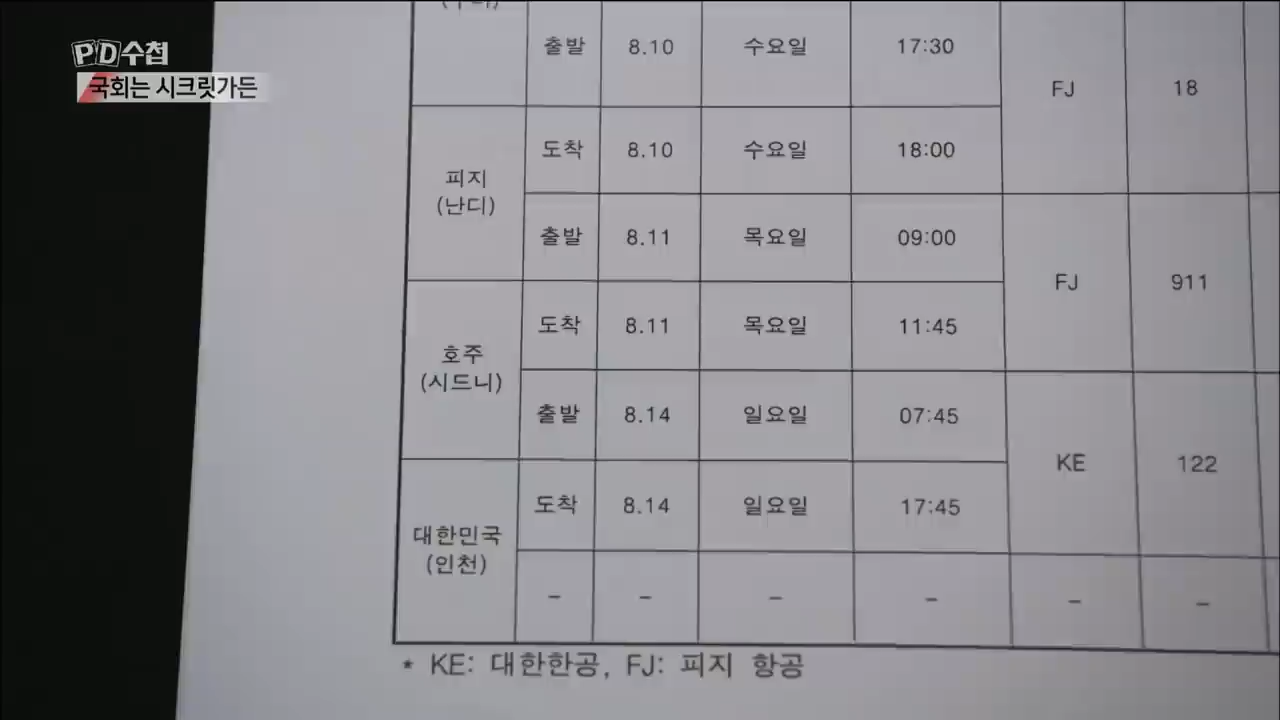 PD수첩
국회는 시크릿가든
출발 8.10 수요일 17:30
FJ 18
피지
(난디)
도착 8.10 수요일 18:00
출발 8.11 목요일 09:00
FJ 911
호주
(시드니)
도착 8.11 목요일 11:45
출발 8.14 일요일 07:45
KE 122
대한민국
(인천)
도착 8.14 일요일 17:45
– – – – – –
* KE: 대한한공, FJ: 피지 항공